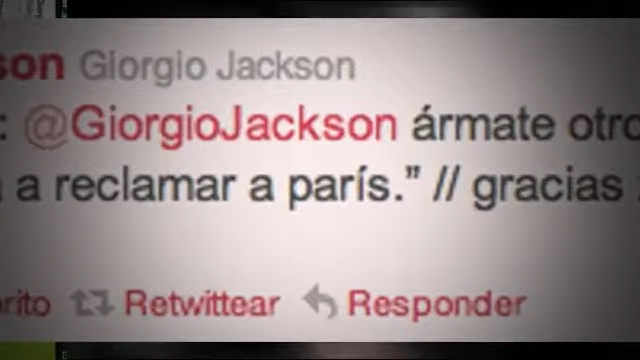 son Giorgio Jackson
: @GiorgioJackson ármate otro
a a reclamar a parís.” // gracias
rito Retwittear Responder